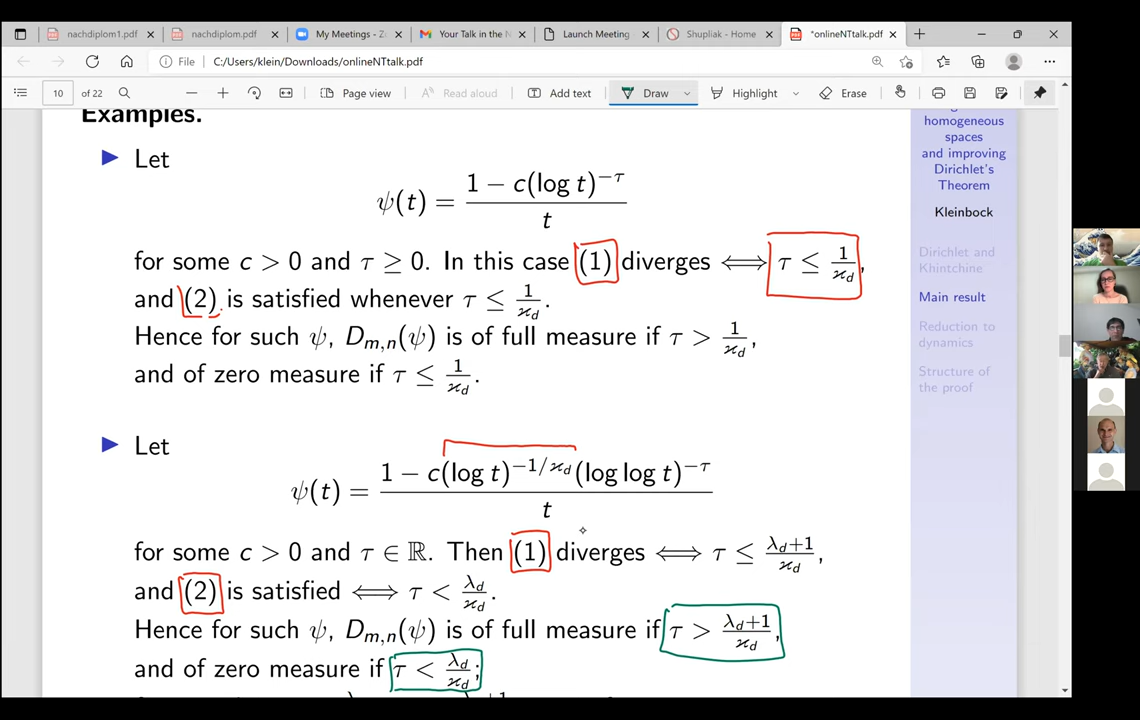 nachdiplom1.pdf
nachdiplom.pdf
My Meetings - Zo
Your Talk in the N
Launch Meeting
Shupliak - Home
*onlineNTtalk.pdf
File C:/Users/klein/Downloads/onlineNTtalk.pdf
10 of 22
Page view
Read aloud
Add text
Draw
Highlight
Erase
Examples.
▶ Let
ψ(t) = (1 − c(log t)^{−τ}) / t
for some c > 0 and τ ≥ 0. In this case (1) diverges ⟺ τ ≤ 1/ϰ_d,
and (2) is satisfied whenever τ ≤ 1/ϰ_d.
Hence for such ψ, D_{m,n}(ψ) is of full measure if τ > 1/ϰ_d,
and of zero measure if τ ≤ 1/ϰ_d.
▶ Let
ψ(t) = (1 − c(log t)^{−1/ϰ_d}(log log t)^{−τ}) / t
for some c > 0 and τ ∈ ℝ. Then (1) diverges ⟺ τ ≤ (λ_d+1)/ϰ_d,
and (2) is satisfied ⟺ τ < λ_d/ϰ_d.
Hence for such ψ, D_{m,n}(ψ) is of full measure if τ > (λ_d+1)/ϰ_d,
and of zero measure if τ < λ_d/ϰ_d;
homogeneous
spaces
and improving
Dirichlet's
Theorem
Kleinbock
Dirichlet and
Khintchine
Main result
Reduction to
dynamics
Structure of
the proof